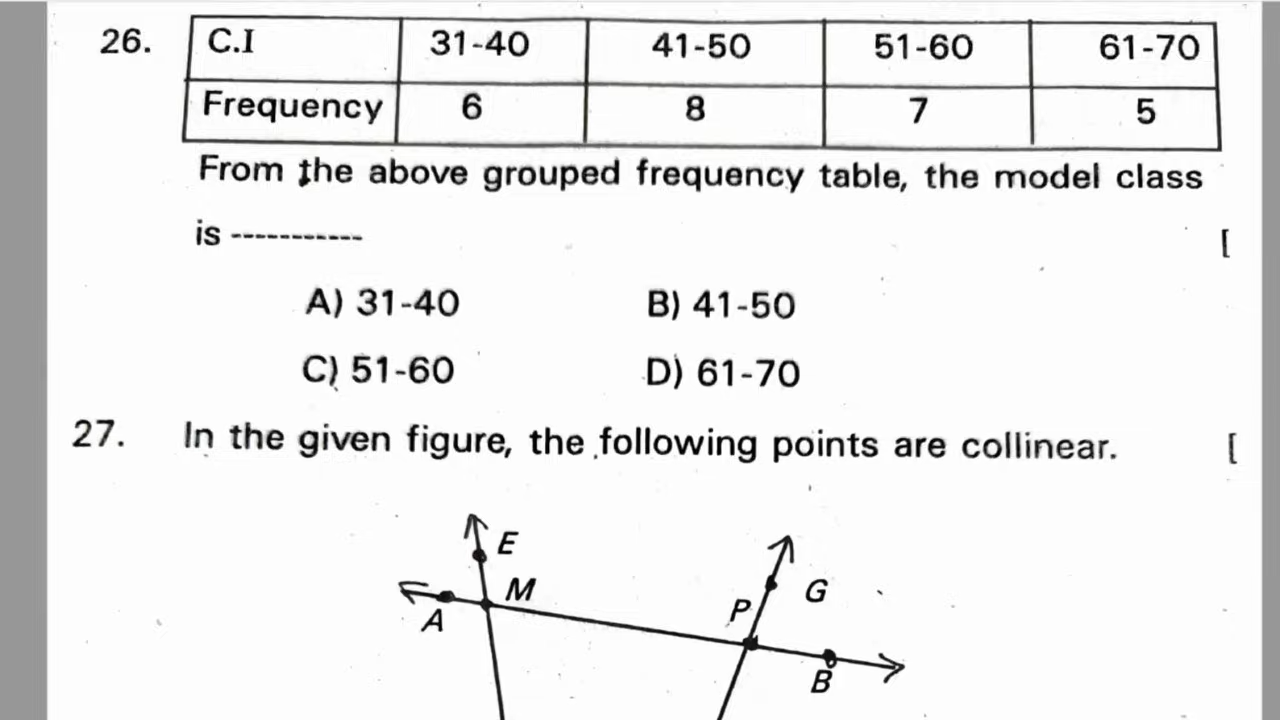 26. C.I 31-40 41-50 51-60 61-70
Frequency 6 8 7 5
From the above grouped frequency table, the model class
is ----------- [
A) 31-40 B) 41-50
C) 51-60 D) 61-70
27. In the given figure, the following points are collinear. [
E
M
A
P
G
B